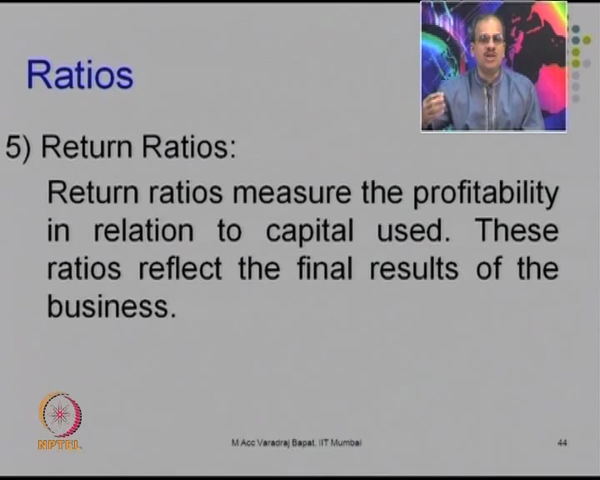 Ratios
5) Return Ratios:
Return ratios measure the profitability
in relation to capital used. These
ratios reflect the final results of the
business.
NPTEL
M Acc Varadraj Bapat, IIT Mumbai
44